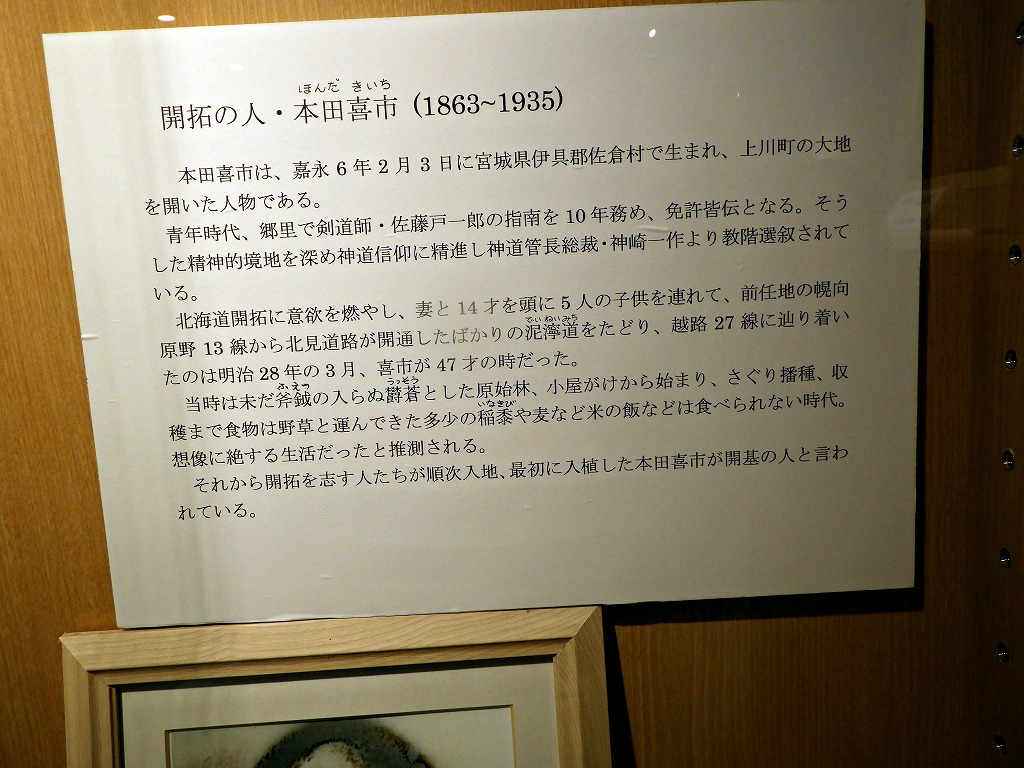 ほんだ きいち
開拓の人・本田喜市 (1863~1935)
本田喜市は、嘉永 6 年 2 月 3 日に宮城県伊具郡佐倉村で生まれ、上川町の大地
を開いた人物である。
青年時代、郷里で剣道師・佐藤戸一郎の指南を 10 年務め、免許皆伝となる。そう
した精神的境地を深め神道信仰に精進し神道管長総裁・神崎一作より教階選叙されて
いる。
北海道開拓に意欲を燃やし、妻と 14 才を頭に 5 人の子供を連れて、前任地の幌向
原野 13 線から北見道路が開通したばかりの泥濘道をたどり、越路 27 線に辿り着い
でいねいみち
たのは明治 28 年の 3 月、喜市が 47 才の時だった。
ふえつ うっそう
当時は未だ斧鉞の入らぬ欝蒼とした原始林、小屋がけから始まり、さぐり播種、収
いなきび
穫まで食物は野草と運んできた多少の稲黍や麦など米の飯などは食べられない時代。
想像に絶する生活だったと推測される。
それから開拓を志す人たちが順次入地、最初に入植した本田喜市が開基の人と言わ
れている。